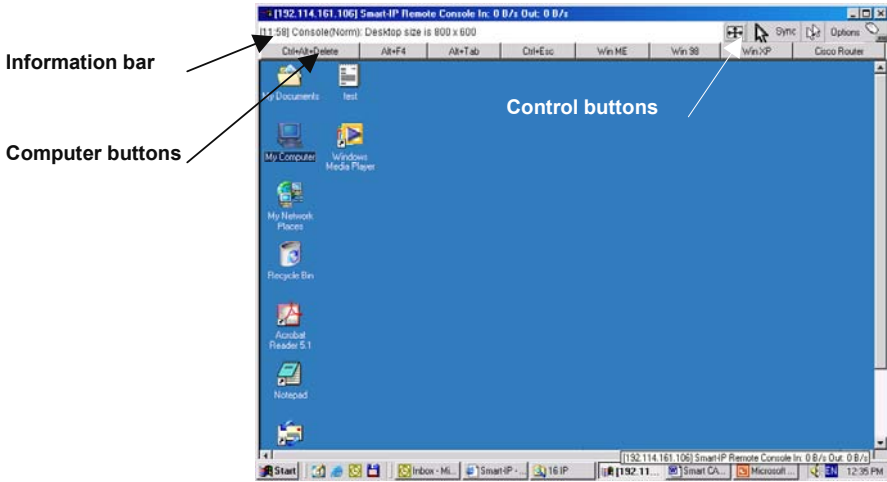 [192.114.161.106] Smart-IP Remote Console In: 0 B/s Out: 0 B/s
[11:58] Console(Norm): Desktop size is 800 x 600
Sync
Options
Ctrl+Alt+Delete
Alt+F4
Alt+Tab
Ctrl+Esc
Win ME
Win 98
Win XP
Cisco Router
Information bar
Computer buttons
Control buttons
My Documents
test
My Computer
Windows
Media Player
My Network
Places
Recycle Bin
Acrobat
Reader 5.1
Notepad
[192.114.161.106] Smart-IP Remote Console In: 0 B/s Out: 0 B/s
Start
Inbox - Mi...
Smart-IP - ...
16 IP
[192.11...
Smart CA...
Microsoft ...
EN
12:35 PM